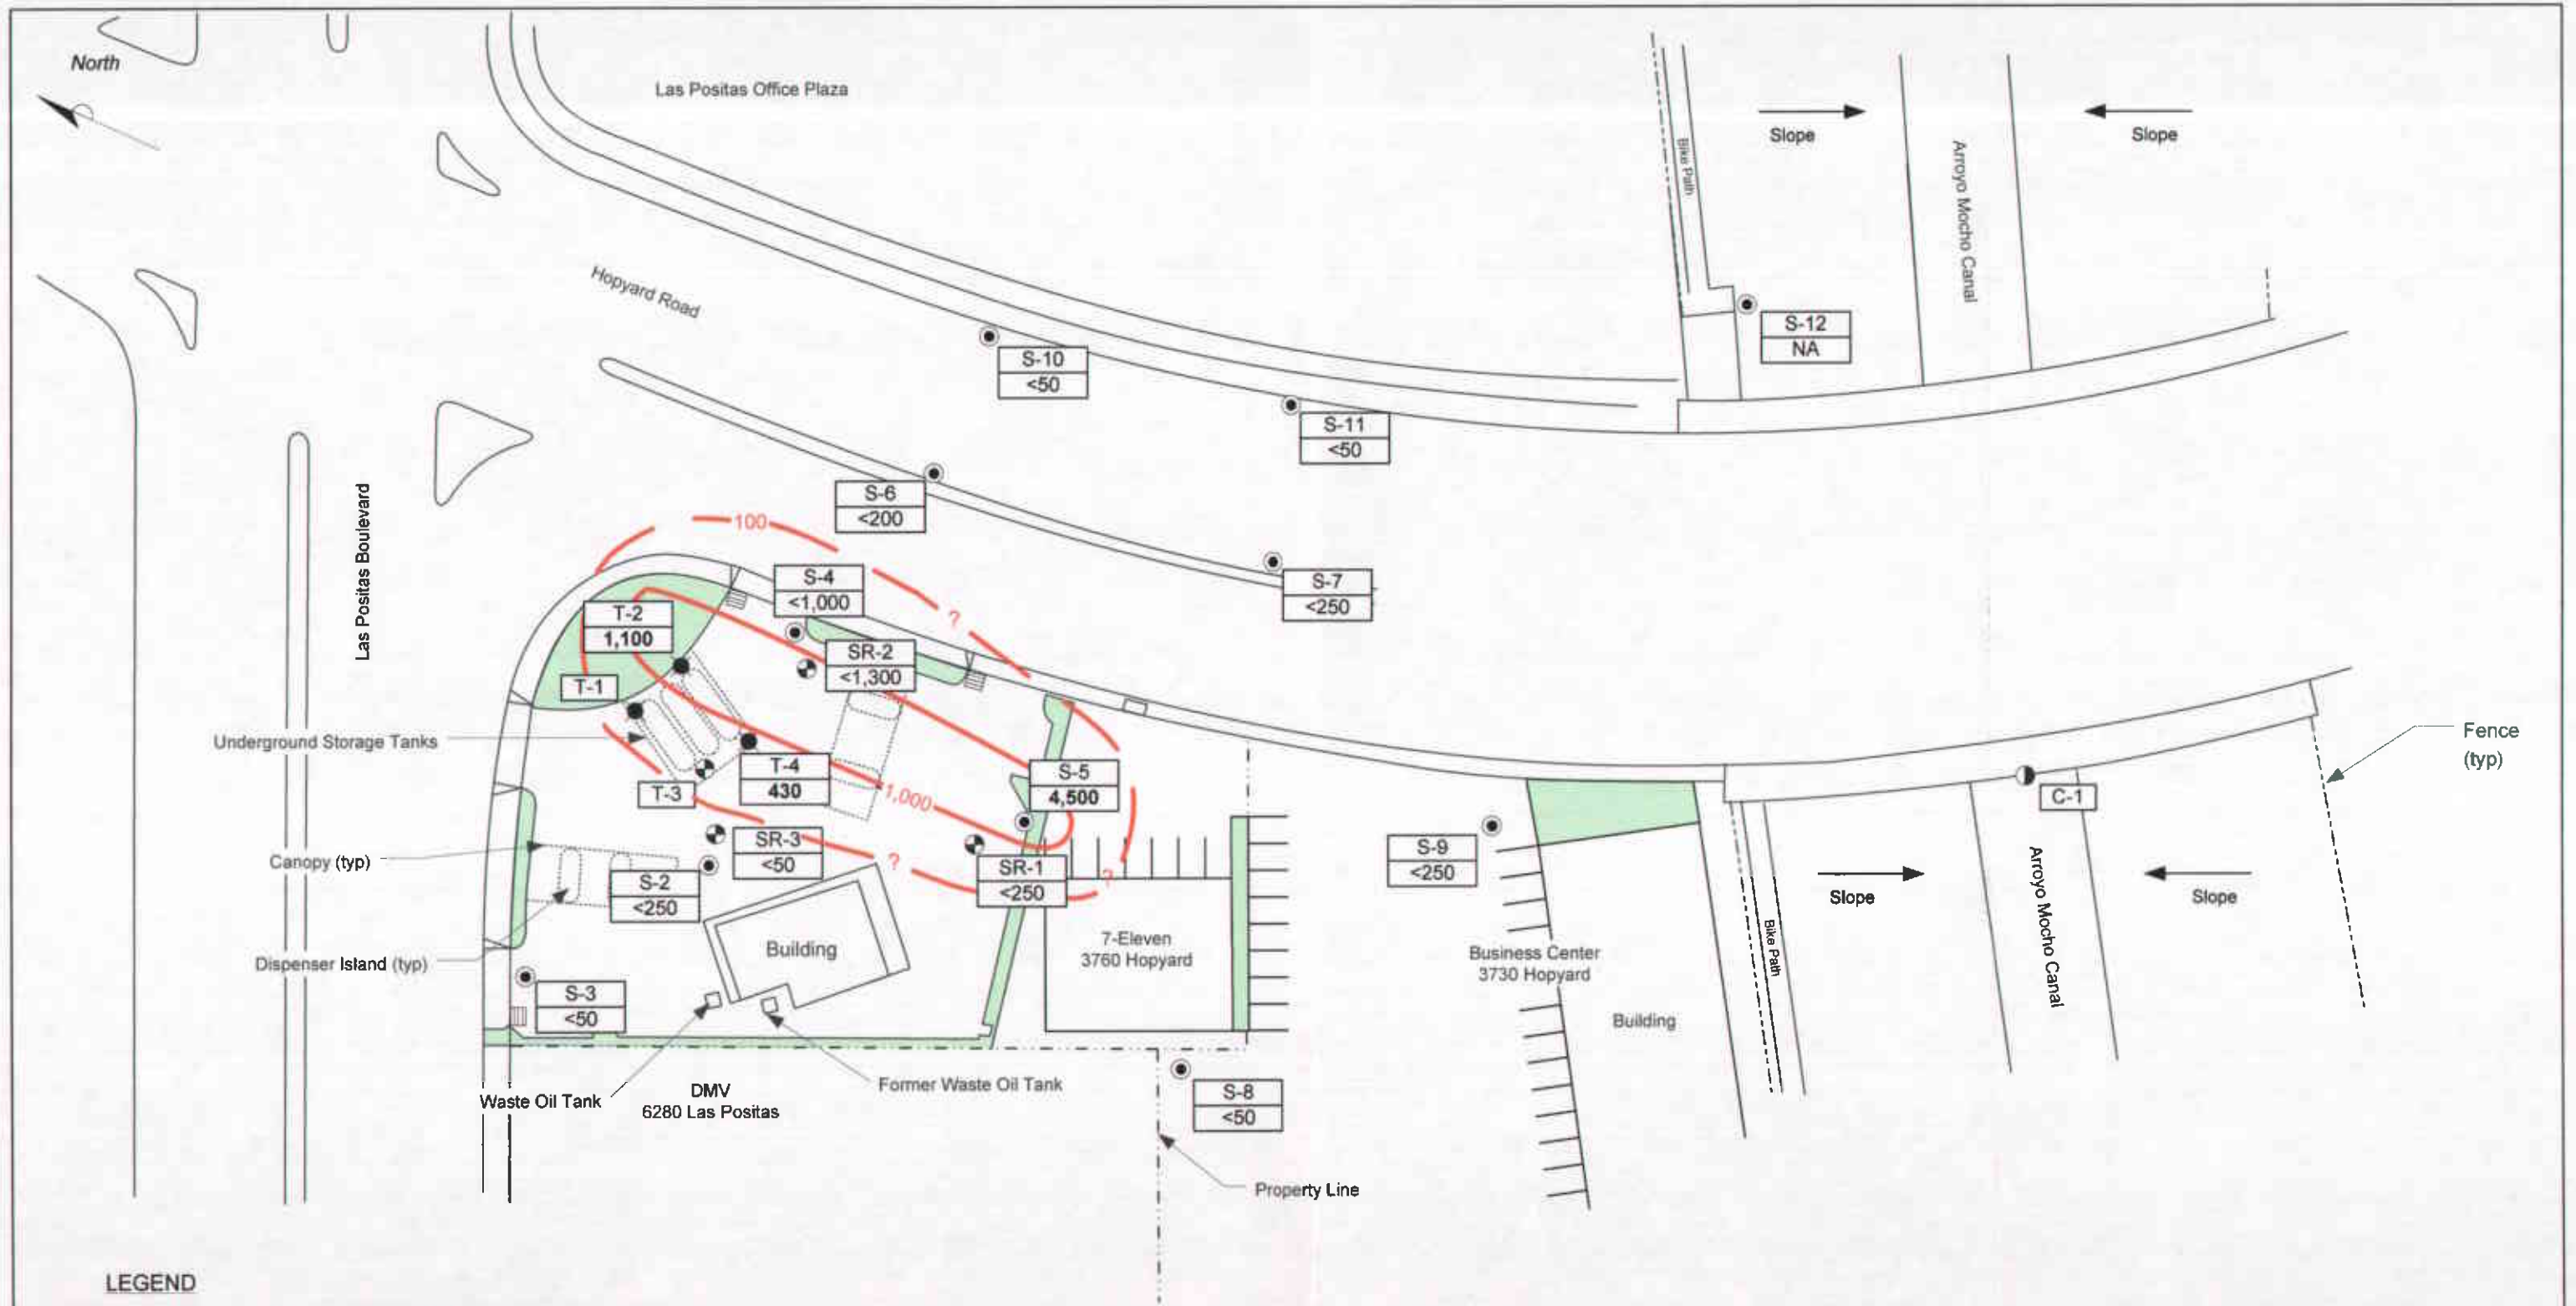 North
Las Positas Office Plaza
Slope
Slope
Bike Path
Arroyo Mocho Canal
Hopyard Road
S-12
NA
S-10
<50
S-11
<50
S-6
<200
Las Positas Boulevard
100
S-4
<1,000
?
S-7
<250
T-2
1,100
SR-2
<1,300
T-1
Underground Storage Tanks
Fence
(typ)
T-4
430
S-5
4,500
T-3
1,000
C-1
SR-3
<50
S-9
<250
Canopy (typ)
?
SR-1
<250
?
S-2
<250
Slope
Slope
Arroyo Mocho Canal
Bike Path
Building
7-Eleven
3760 Hopyard
Business Center
3730 Hopyard
Dispenser Island (typ)
S-3
<50
Building
Former Waste Oil Tank
Waste Oil Tank
DMV
6280 Las Positas
S-8
<50
Property Line
LEGEND